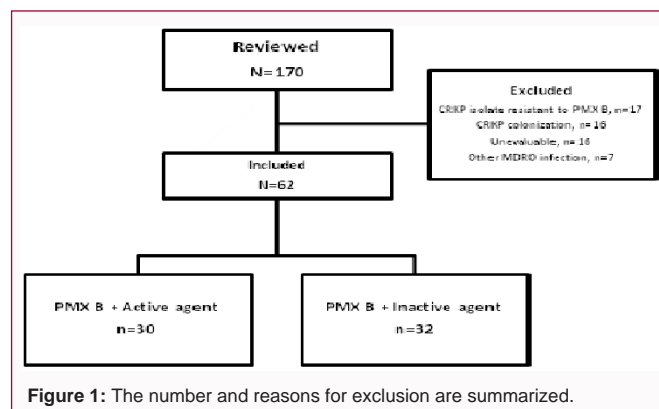 Reviewed
N=170
Excluded
CRKP isolate resistant to PMX B, n=17
CRKP colonization, n=16
Unevaluable, n=16
Other MDRO infection, n=7
Included
N=62
PMX B + Active agent
n=30
PMX B + Inactive agent
n=32
Figure 1: The number and reasons for exclusion are summarized.